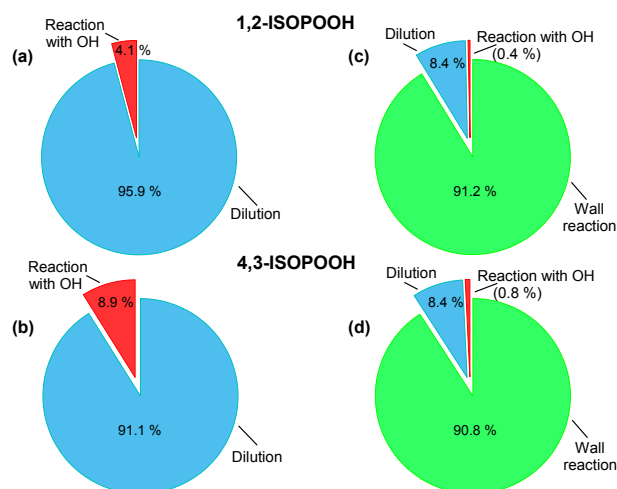 1,2-ISOPOOH
(a)
Reaction
with OH
4.1 %
95.9 %
Dilution
(c)
Dilution
8.4 %
Reaction with OH
(0.4 %)
91.2 %
Wall
reaction
4,3-ISOPOOH
(b)
Reaction
with OH
8.9 %
91.1 %
Dilution
(d)
Dilution
8.4 %
Reaction with OH
(0.8 %)
90.8 %
Wall
reaction